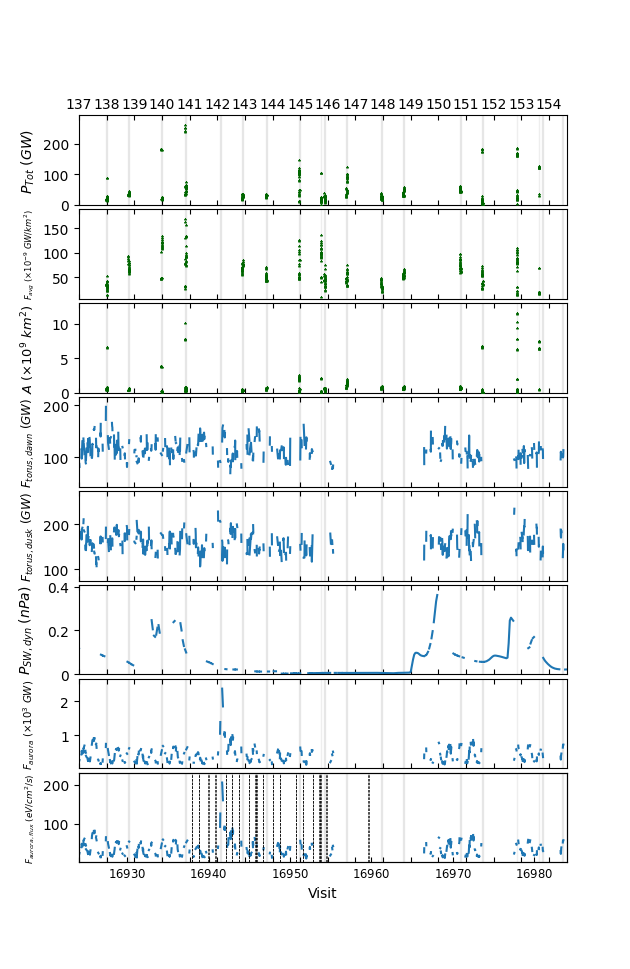 137 138 139 140 141 142 143 144 145 146 147 148 149 150 151 152 153 154
P_Tot (GW)
200
100
0
F_avg (×10⁻⁹ GW/km²)
150
100
50
A (×10⁹ km²)
10
5
0
F_torus,dawn (GW)
200
100
F_torus,dusk (GW)
200
100
P_SW,dyn (nPa)
0.4
0.2
0
F_aurora (×10³ GW)
2
1
F_aurora,flux (eV/cm²/s)
200
100
16930 16940 16950 16960 16970 16980
Visit